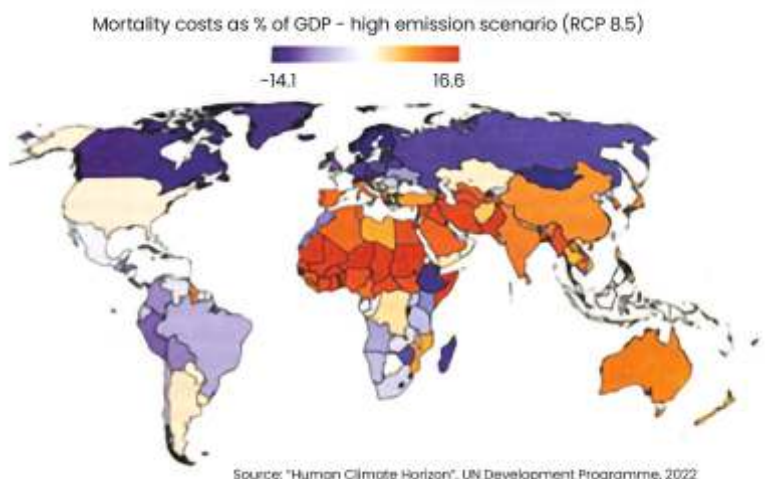 Mortality costs as % of GDP - high emission scenario (RCP 8.5)
-14.1 16.6
Source: "Human Climate Horizon", UN Development Programme, 2022